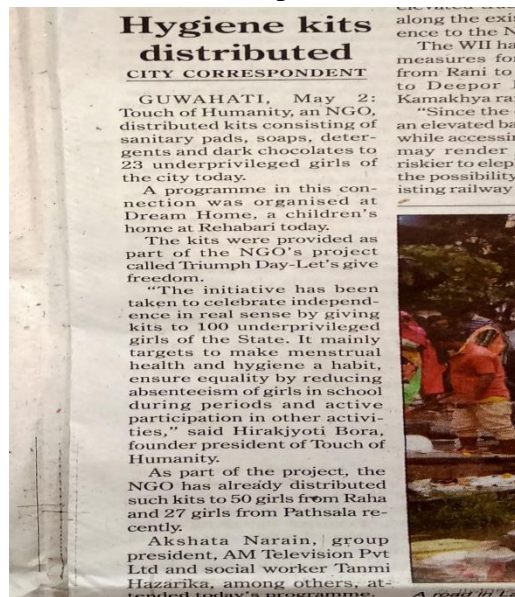 Hygiene kits
distributed
CITY CORRESPONDENT
GUWAHATI, May 2:
Touch of Humanity, an NGO,
distributed kits consisting of
sanitary pads, soaps, deter-
gents and dark chocolates to
23 underprivileged girls of
the city today.
A programme in this con-
nection was organised at
Dream Home, a children's
home at Rehabari today.
The kits were provided as
part of the NGO's project
called Triumph Day-Let's give
freedom.
"The initiative has been
taken to celebrate independ-
ence in real sense by giving
kits to 100 underprivileged
girls of the State. It mainly
targets to make menstrual
health and hygiene a habit,
ensure equality by reducing
absenteeism of girls in school
during periods and active
participation in other activi-
ties," said Hirakjyoti Bora,
founder president of Touch of
Humanity.
As part of the project, the
NGO has already distributed
such kits to 50 girls from Raha
and 27 girls from Pathsala re-
cently.
Akshata Narain, group
president, AM Television Pvt
Ltd and social worker Tanmi
Hazarika, among others, at-
tended today's programme.
along the exi
ence to the N
The WII ha
measures fo
from Rani to
to Deepor
Kamakhya ra
"Since the
an elevated ba
while accessin
may render
riskier to elep
the possibility
isting railway
A road in La